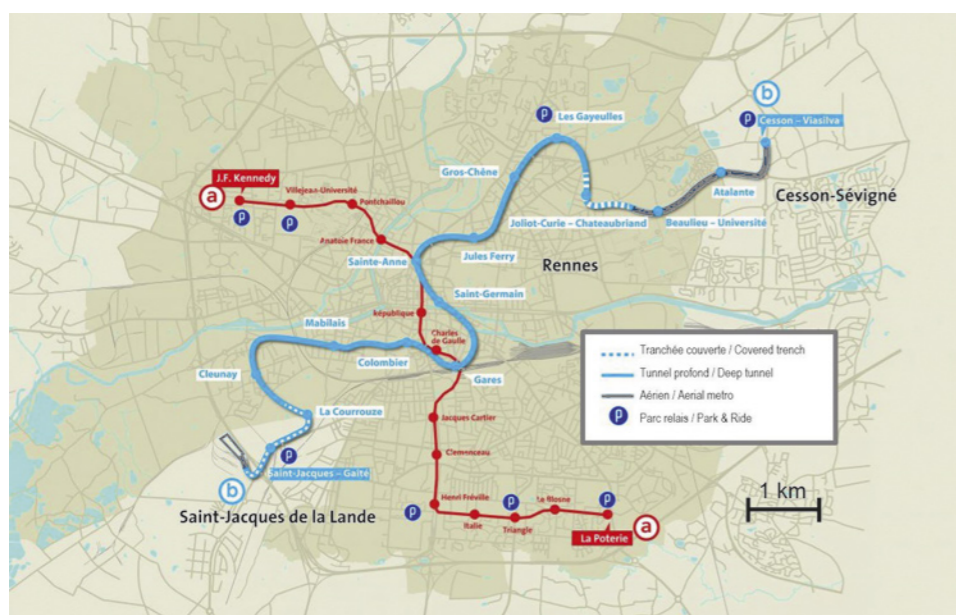 b
P
Les Gayeulles
P
Cesson – Viasilva
J.F. Kennedy
a
Villejean-Université
Gros-Chêne
Atalante
Cesson-Sévigné
P
P
Pontchaillou
Joliot-Curie – Chateaubriand
Beaulieu – Université
Anatole France
Sainte-Anne
Jules Ferry
Rennes
Saint-Germain
République
Mabilais
Charles
de Gaulle
Colombier
Gares
Cleunay
La Courrouze
Jacques Cartier
Clemenceau
P
Saint-Jacques – Gaîté
b
Saint-Jacques de la Lande
Henri Fréville
P
Italie
P
Triangle
Le Blosne
P
La Poterie
a
Tranchée couverte / Covered trench
Tunnel profond / Deep tunnel
Aérien / Aerial metro
P
Parc relais / Park & Ride
1 km